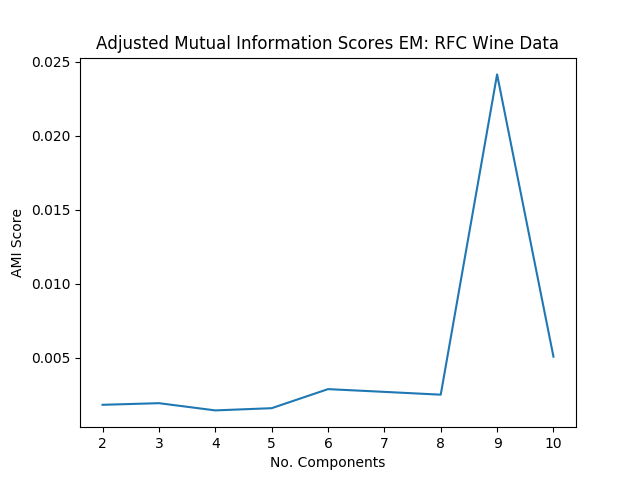 Adjusted Mutual Information Scores EM: RFC Wine Data
0.025
0.020
0.015
0.010
0.005
AMI Score
2 3 4 5 6 7 8 9 10
No. Components